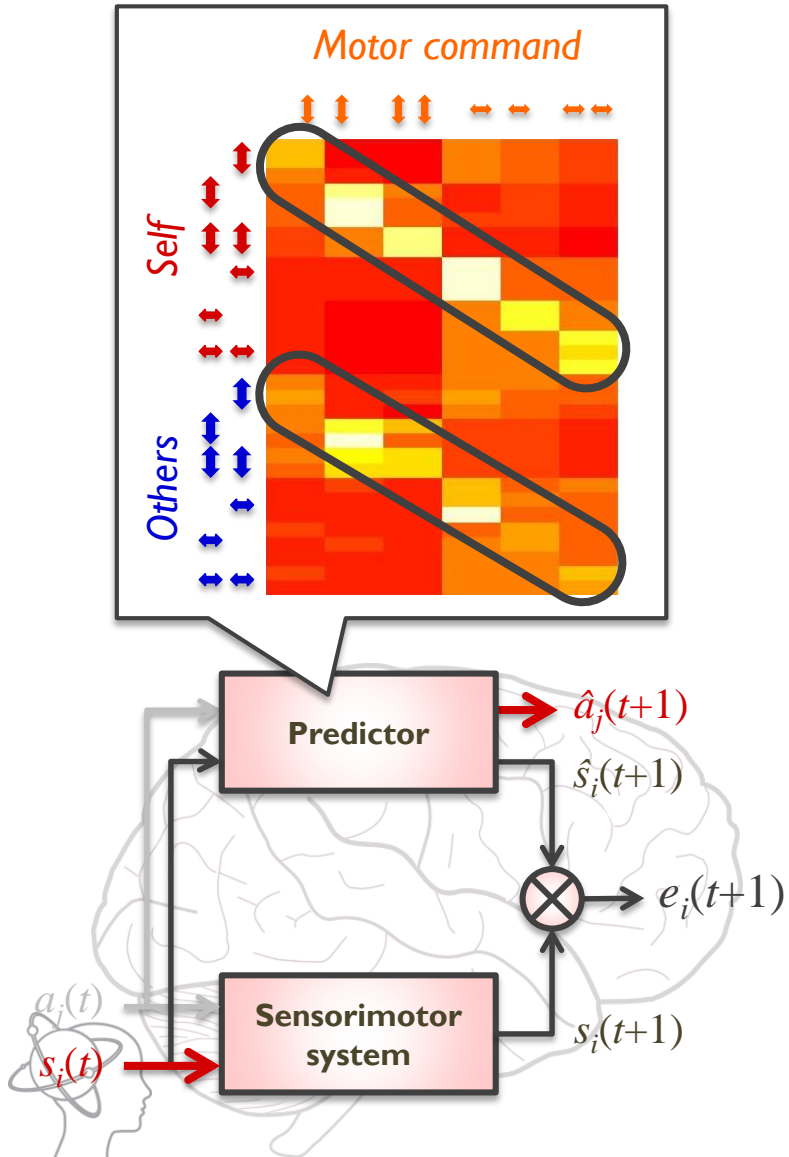 Motor command
Self
Others
Predictor
âⱼ(t+1)
ŝᵢ(t+1)
eᵢ(t+1)
aⱼ(t)
Sensorimotor
system
sᵢ(t+1)
sᵢ(t)